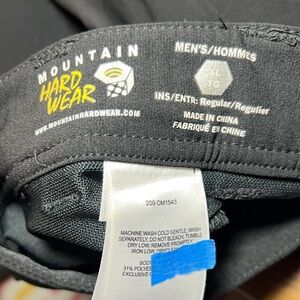 MOUNTAIN
HARD
WEAR
WWW.MOUNTAINHARDWEAR.COM
MEN'S/HOMMES
XL
TG
INS/ENTR: Regular/Regulier
MADE IN CHINA
FABRIQUÉ EN CHINE
209 OM1543
MACHINE WASH COLD GENTLE, WASH
SEPARATELY, DO NOT BLEACH, TUMBLE
DRY LOW, REMOVE PROMPTLY,
IRON LOW,
BODY
31% POLYES
EXCLUSIVE